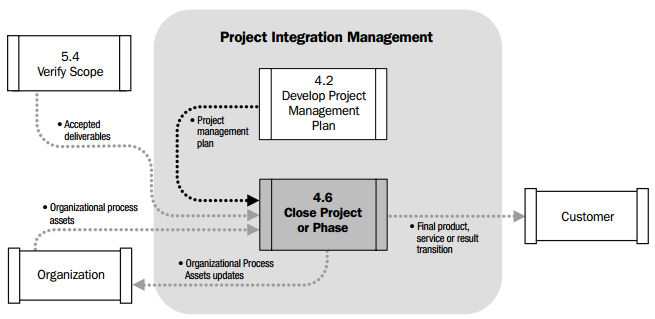 Project Integration Management
5.4
Verify Scope
4.2
Develop Project
Management
Plan
• Accepted
deliverables
• Project
management
plan
4.6
Close Project
or Phase
• Organizational process
assets
Customer
• Final product,
service or result
transition
Organization
• Organizational Process
Assets updates